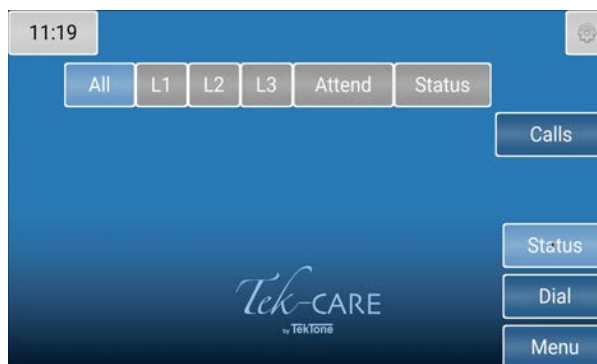 11:19
All L1 L2 L3 Attend Status
Calls
Status
Dial
Menu
Tek-CARE
by TekTone